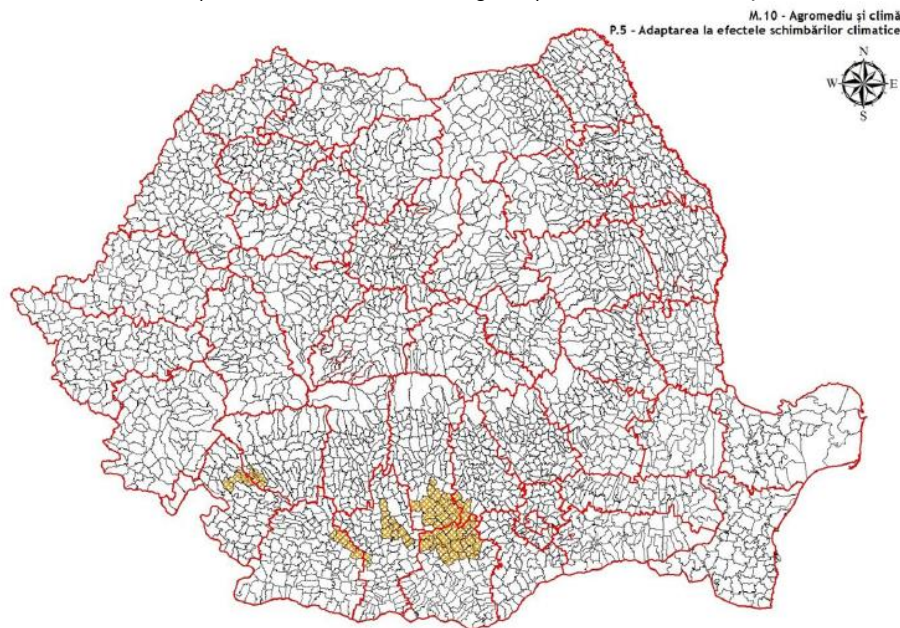 M.10 - Agromediu și climă
P.5 - Adaptarea la efectele schimbărilor climatice
N
W E
S